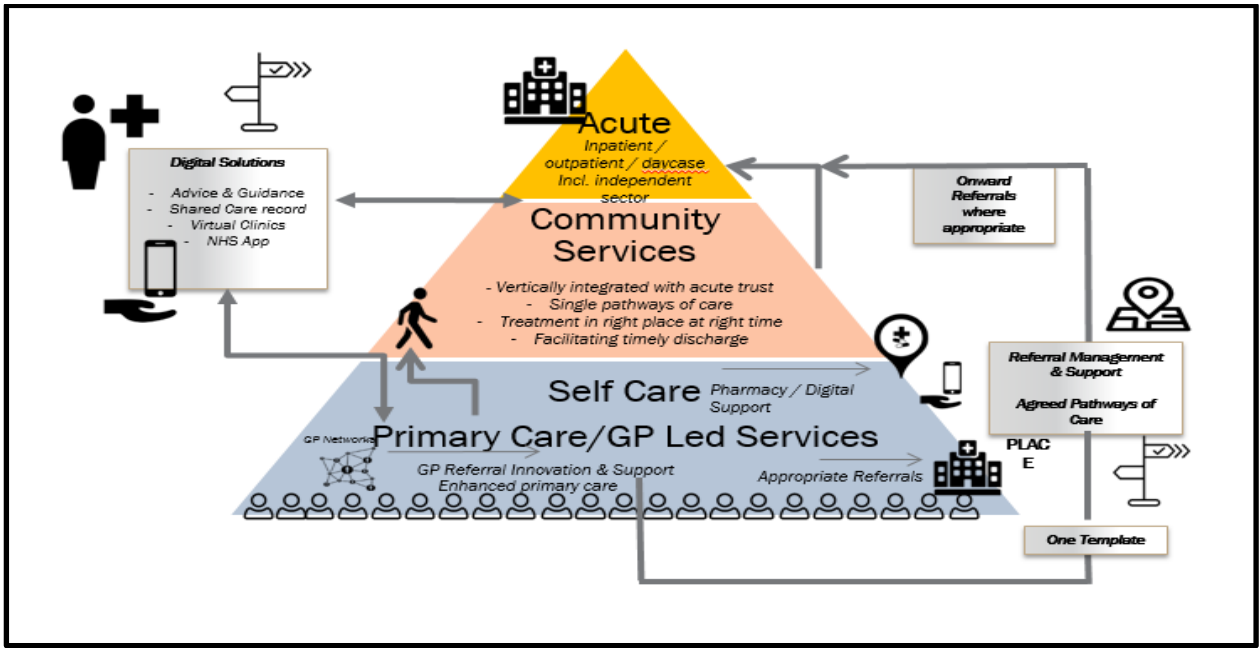 Acute
Inpatient /
outpatient / daycase
Incl. independent
sector
Digital Solutions
- Advice & Guidance
- Shared Care record
- Virtual Clinics
- NHS App
Onward
Referrals
where
appropriate
Community
Services
- Vertically integrated with acute trust
- Single pathways of care
- Treatment in right place at right time
- Facilitating timely discharge
Referral Management
& Support
Agreed Pathways of
Care
Self Care
Pharmacy / Digital
Support
GP Networks
Primary Care/GP Led Services
PLAC
E
GP Referral Innovation & Support
Enhanced primary care
Appropriate Referrals
One Template